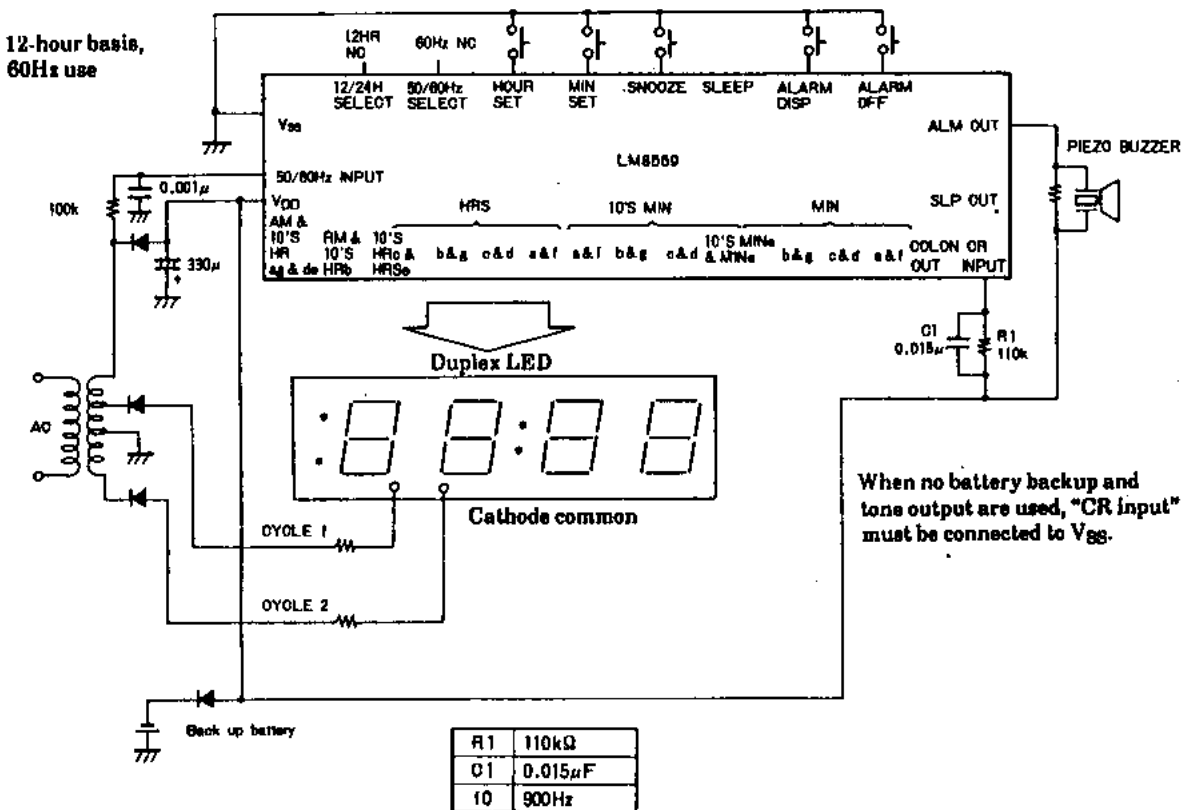 12-hour basis,
60Hz use
12HR
NC
60Hz NC
12/24H
SELECT
50/60Hz
SELECT
HOUR
SET
MIN
SET
SNOOZE
SLEEP
ALARM
DISP
ALARM
OFF
VSS
ALM OUT
PIEZO BUZZER
LM8569
50/60Hz INPUT
0.001μ
100k
VDD
SLP OUT
HRS
10'S MIN
MIN
AM &
10'S
HR
ag & de
AM &
10'S
HRb
10'S
HRc &
HRSe
b&g
c&d
a&f
a&f
b&g
c&d
10'S MINe
& MINe
b&g
c&d
a&f
COLON
OUT
CR
INPUT
330μ
+
C1
0.015μ
R1
110k
Duplex LED
AC
Cathode common
When no battery backup and
tone output are used, "CR input"
must be connected to VSS.
CYCLE 1
CYCLE 2
Back up battery
R1 110kΩ
C1 0.015μF
f0 900Hz